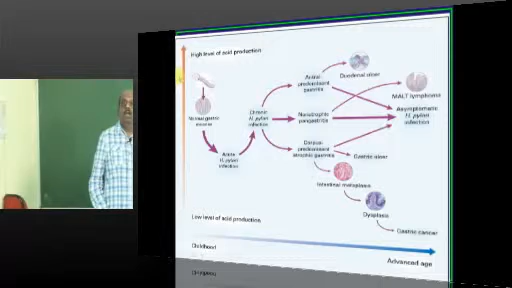 High level of acid production
Duodenal ulcer
Antral-
predominant
gastritis
MALT lymphoma
Normal gastric
mucosa
Chronic
H. pylori
infection
Nonatrophic
pangastritis
Asymptomatic
H. pylori
infection
Acute
H. pylori
infection
Corpus-
predominant
atrophic gastritis
Gastric ulcer
Intestinal metaplasia
Dysplasia
Low level of acid production
Gastric cancer
Childhood
Advanced age